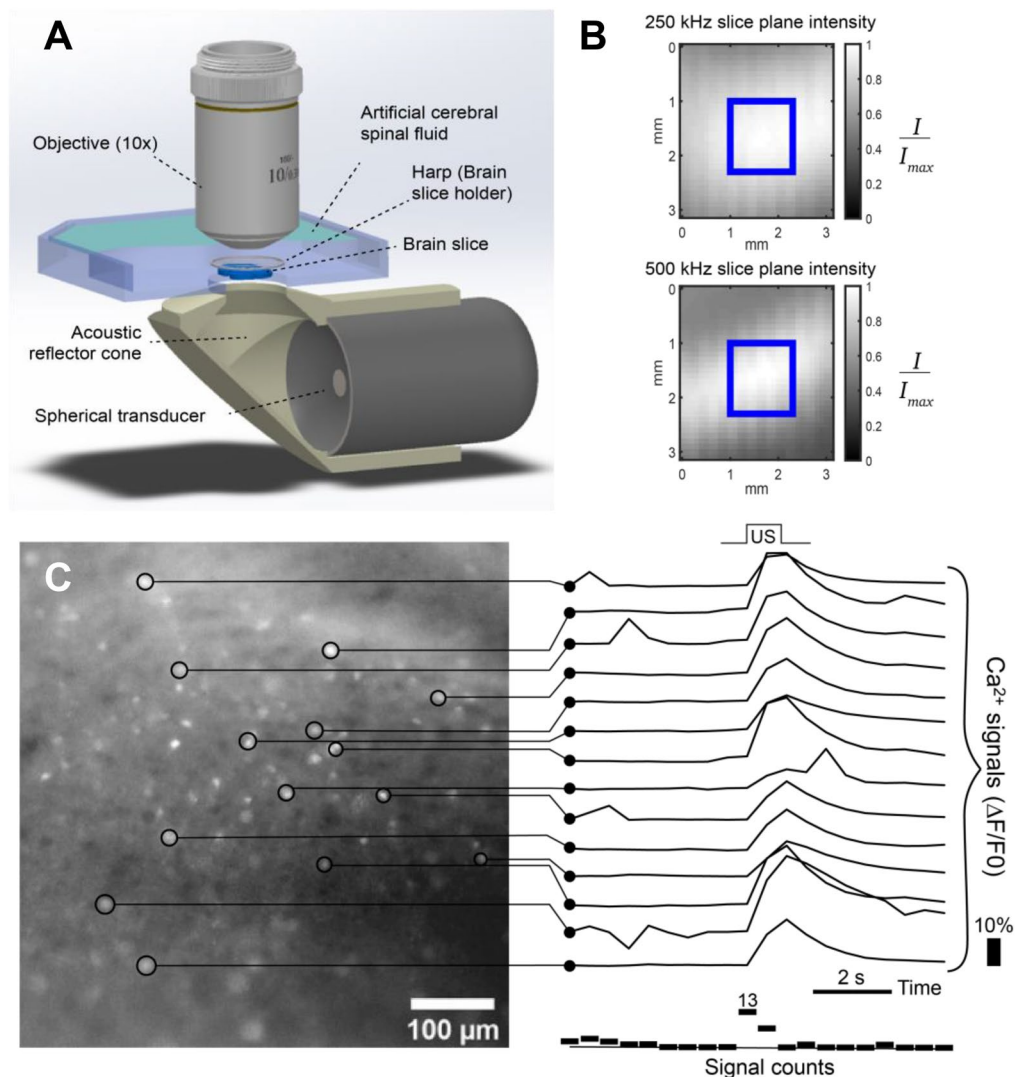 A
Objective (10x)
Artificial cerebral
spinal fluid
Harp (Brain
slice holder)
Brain slice
Acoustic
reflector cone
Spherical transducer
B
250 kHz slice plane intensity
0
1
2
3
mm
0 1 2 3
mm
1
0.8
0.6
0.4
0.2
0
I
Imax
500 kHz slice plane intensity
0
1
2
3
mm
0 1 2 3
mm
1
0.8
0.6
0.4
0.2
0
I
Imax
C
100 µm
US
Ca2+ signals (ΔF/F0)
10%
2 s
Time
13
Signal counts